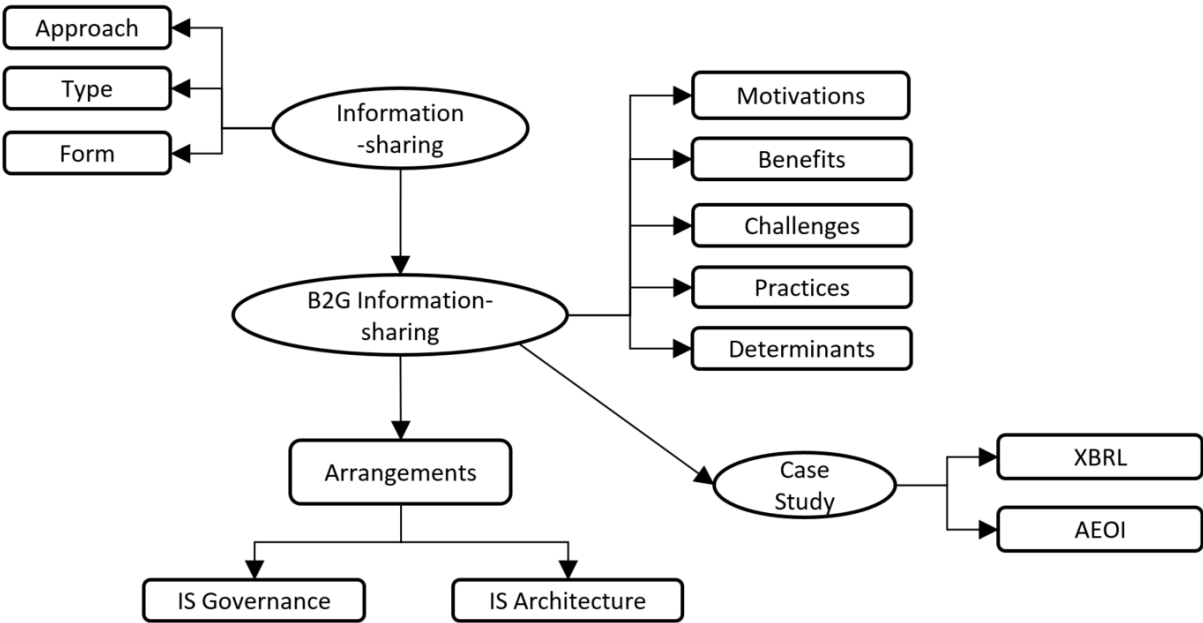 Approach
Type
Form
Information
-sharing
Motivations
Benefits
Challenges
Practices
Determinants
B2G Information-
sharing
Arrangements
IS Governance
IS Architecture
Case
Study
XBRL
AEOI